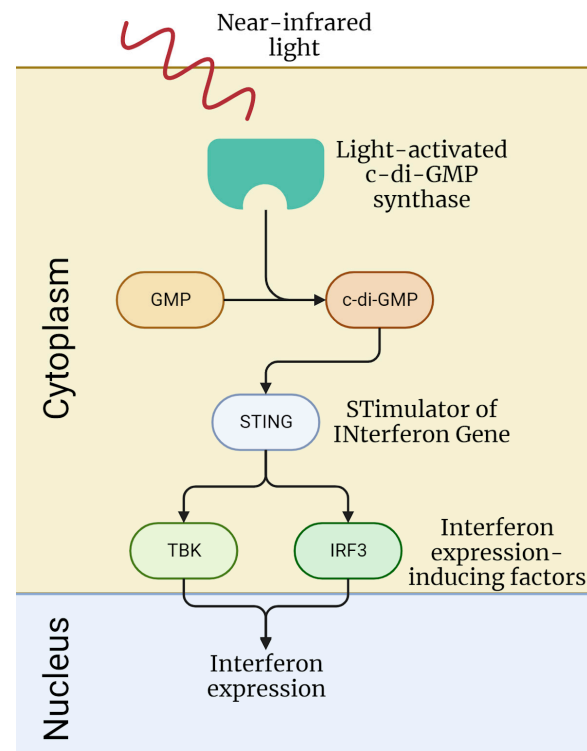 Near-infrared
light
Light-activated
c-di-GMP
synthase
Cytoplasm
GMP
c-di-GMP
STING
STimulator of
INterferon Gene
TBK
IRF3
Interferon
expression-
inducing factors
Nucleus
Interferon
expression